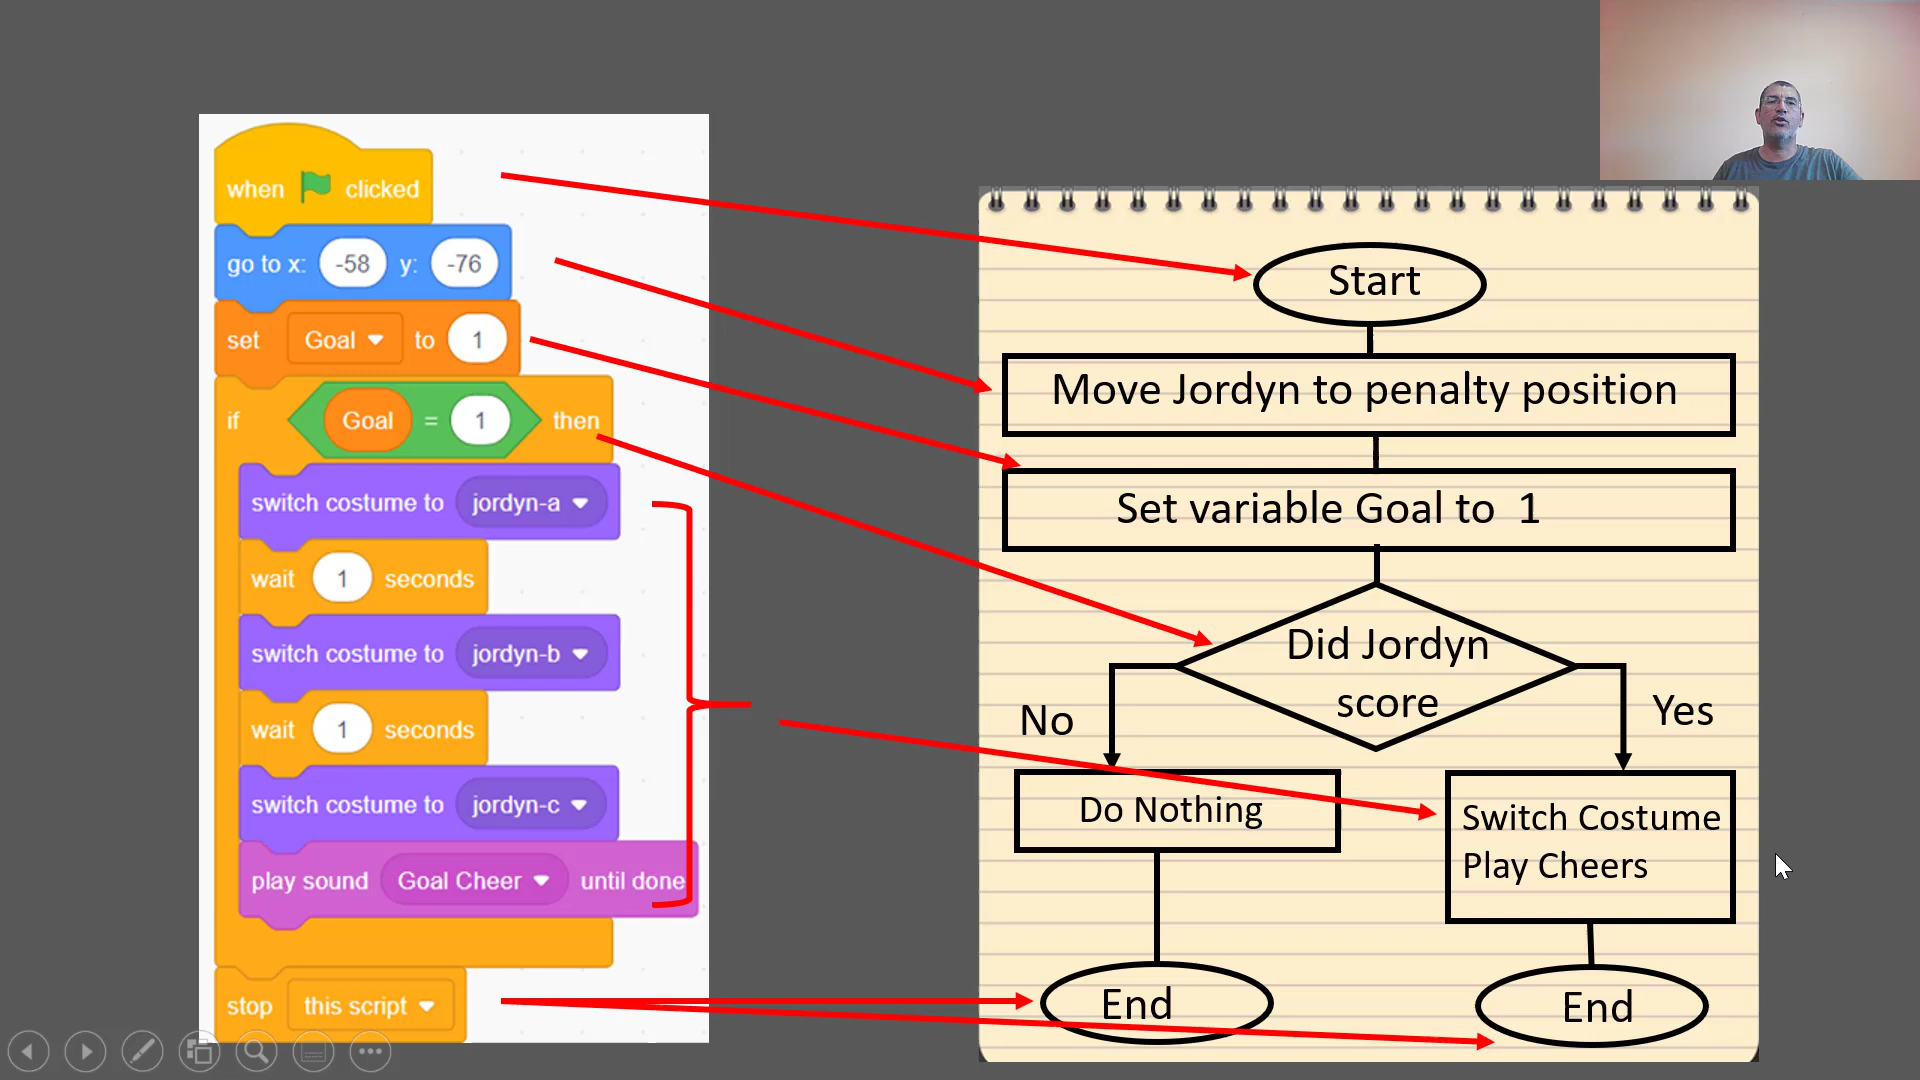 when clicked
go to x: -58 y: -76
set Goal to 1
if Goal = 1 then
switch costume to jordyn-a
wait 1 seconds
switch costume to jordyn-b
wait 1 seconds
switch costume to jordyn-c
play sound Goal Cheer until done
stop this script
Start
Move Jordyn to penalty position
Set variable Goal to 1
Did Jordyn
score
No
Yes
Do Nothing
Switch Costume
Play Cheers
End
End